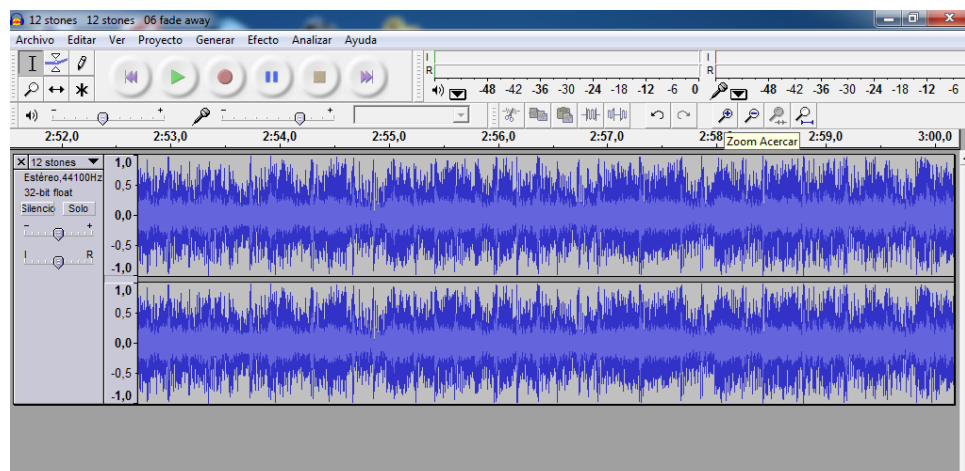 12 stones 12 stones 06 fade away
Archivo Editar Ver Proyecto Generar Efecto Analizar Ayuda
I
R
-48 -42 -36 -30 -24 -18 -12 -6 0
I
R
-48 -42 -36 -30 -24 -18 -12 -6
- +
- +
2:52,0 2:53,0 2:54,0 2:55,0 2:56,0 2:57,0 2:58 2:59,0 3:00,0
Zoom Acercar
12 stones
Estéreo,44100Hz
32-bit float
Silencio Solo
- +
I R
1,0
0,5
0,0
-0,5
-1,0
1,0
0,5
0,0
-0,5
-1,0